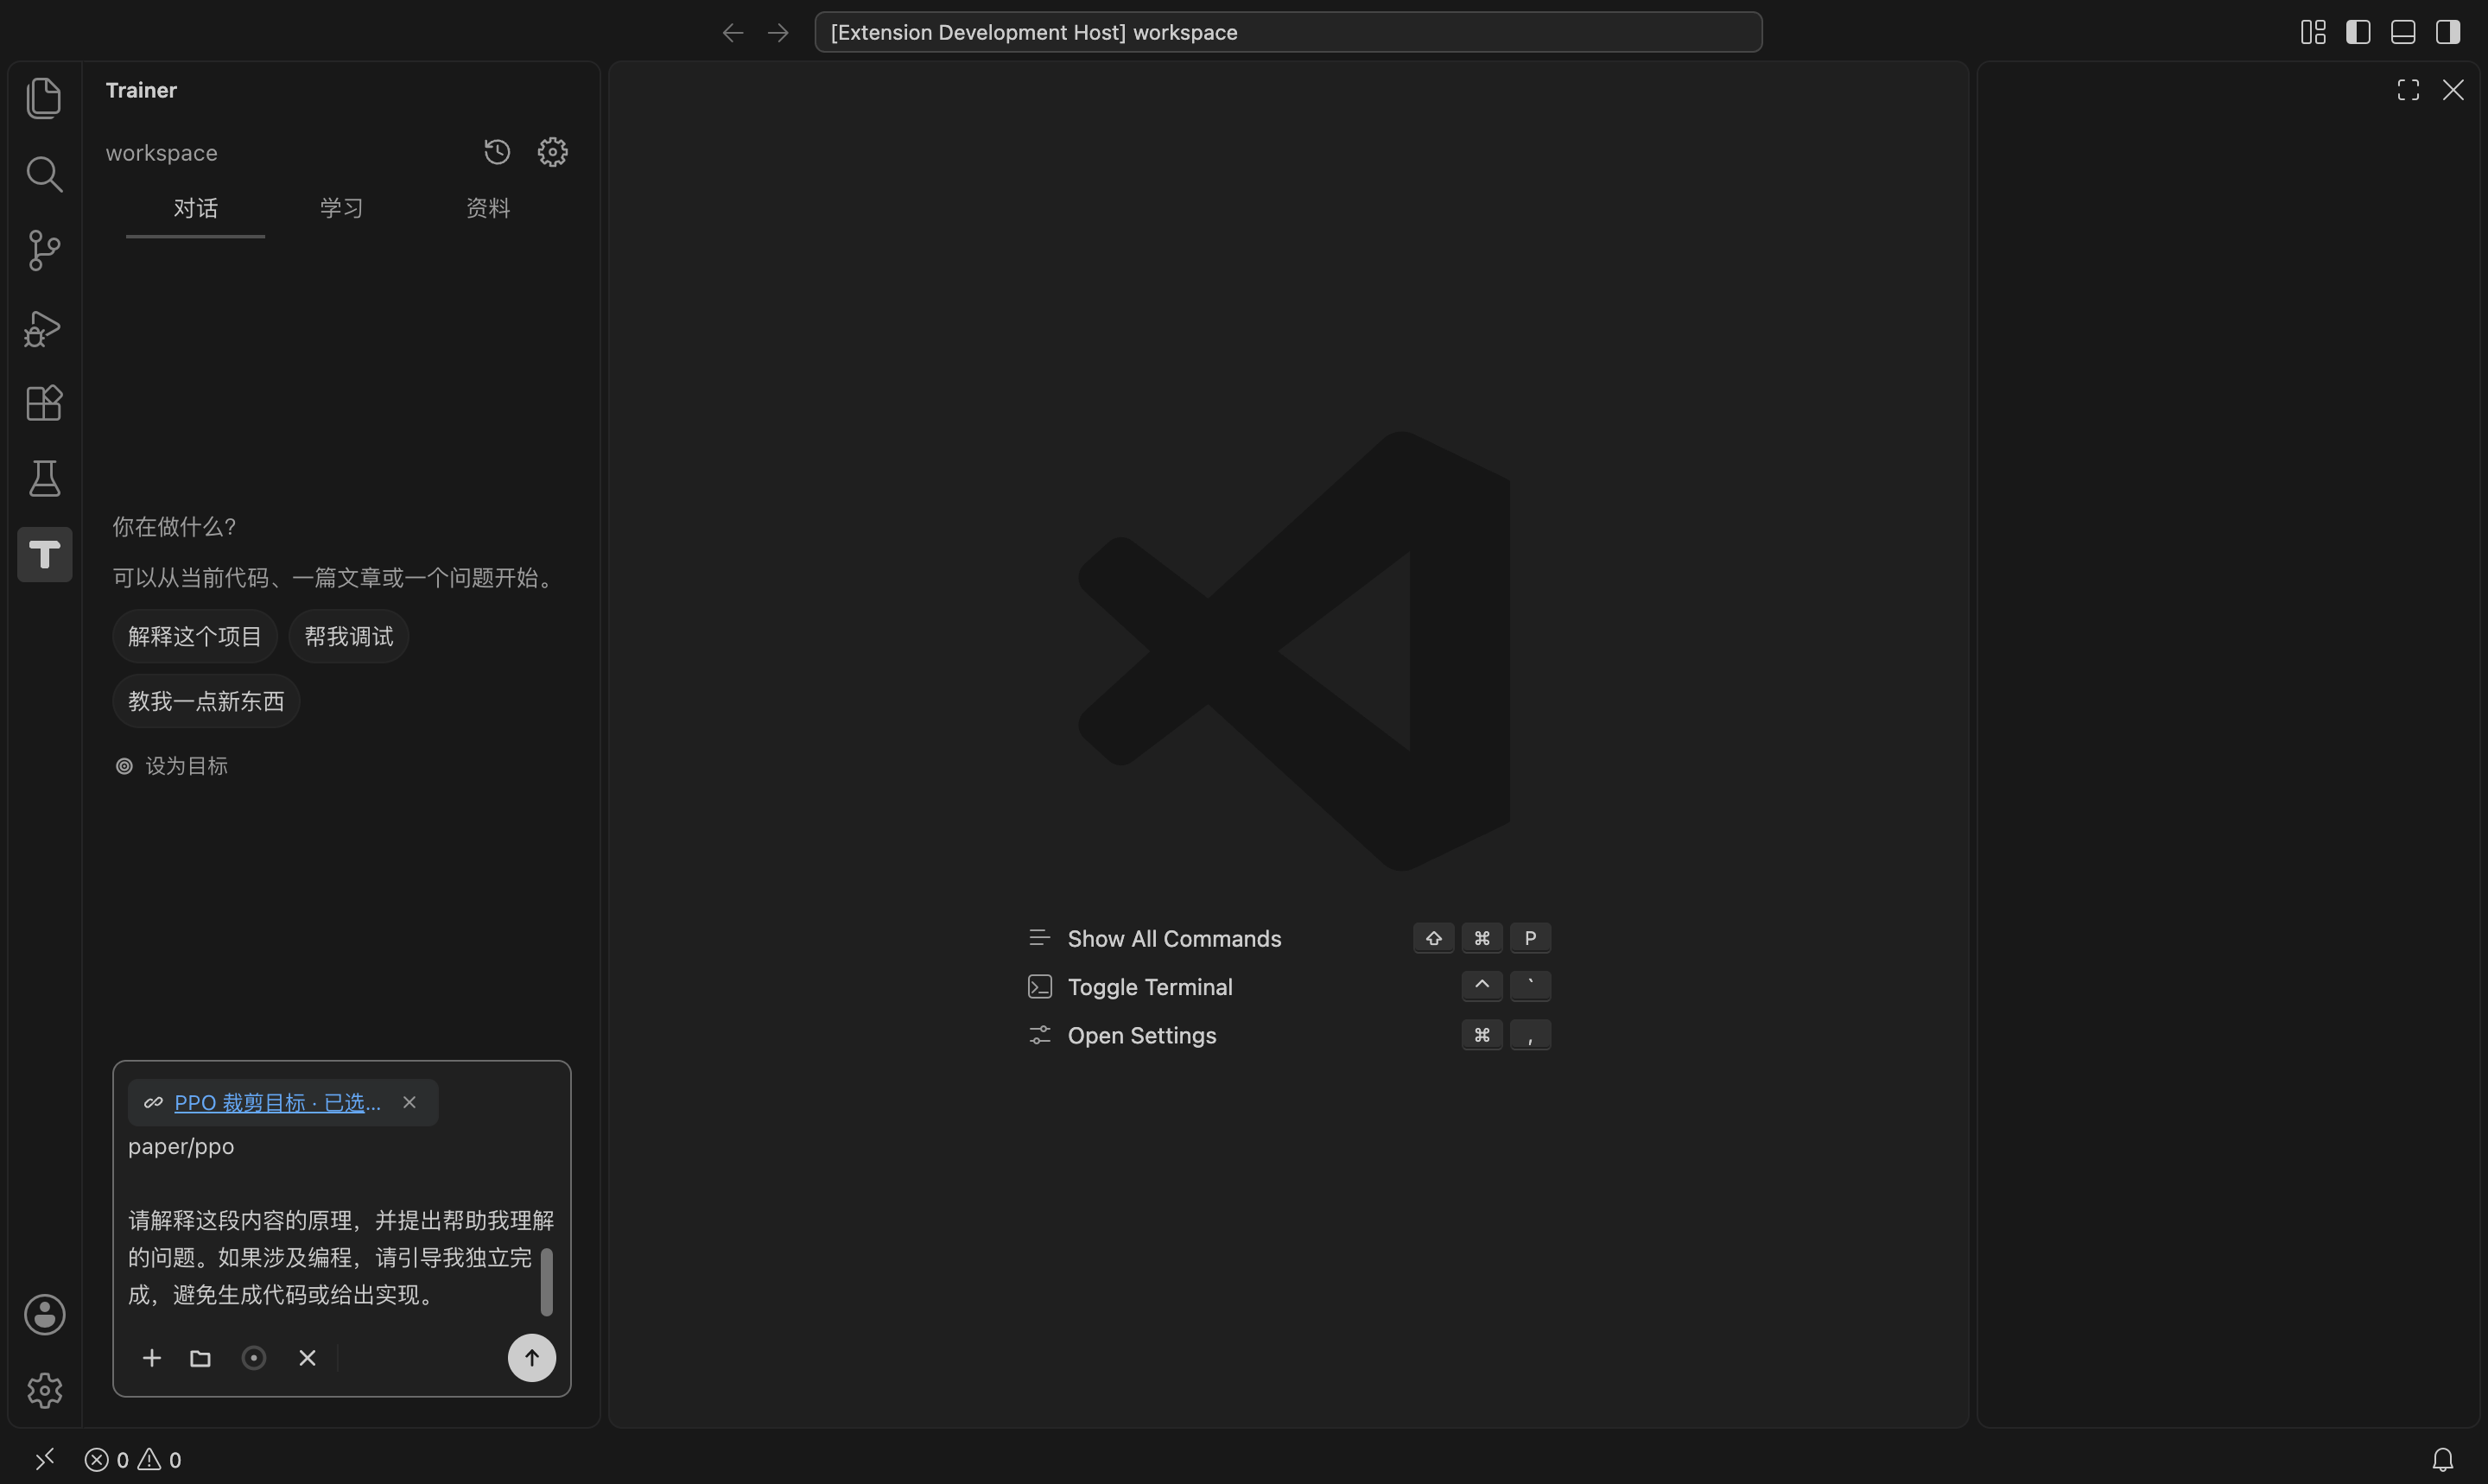 [Extension Development Host] workspace
Trainer
workspace
对话
学习
资料
你在做什么？
可以从当前代码、一篇文章或一个问题开始。
解释这个项目
帮我调试
教我一点新东西
设为目标
Show All Commands ⇧ ⌘ P
Toggle Terminal ^ `
Open Settings ⌘ ,
PPO 裁剪目标 · 已选...
paper/ppo
请解释这段内容的原理，并提出帮助我理解
的问题。如果涉及编程，请引导我独立完
成，避免生成代码或给出实现。
0 0